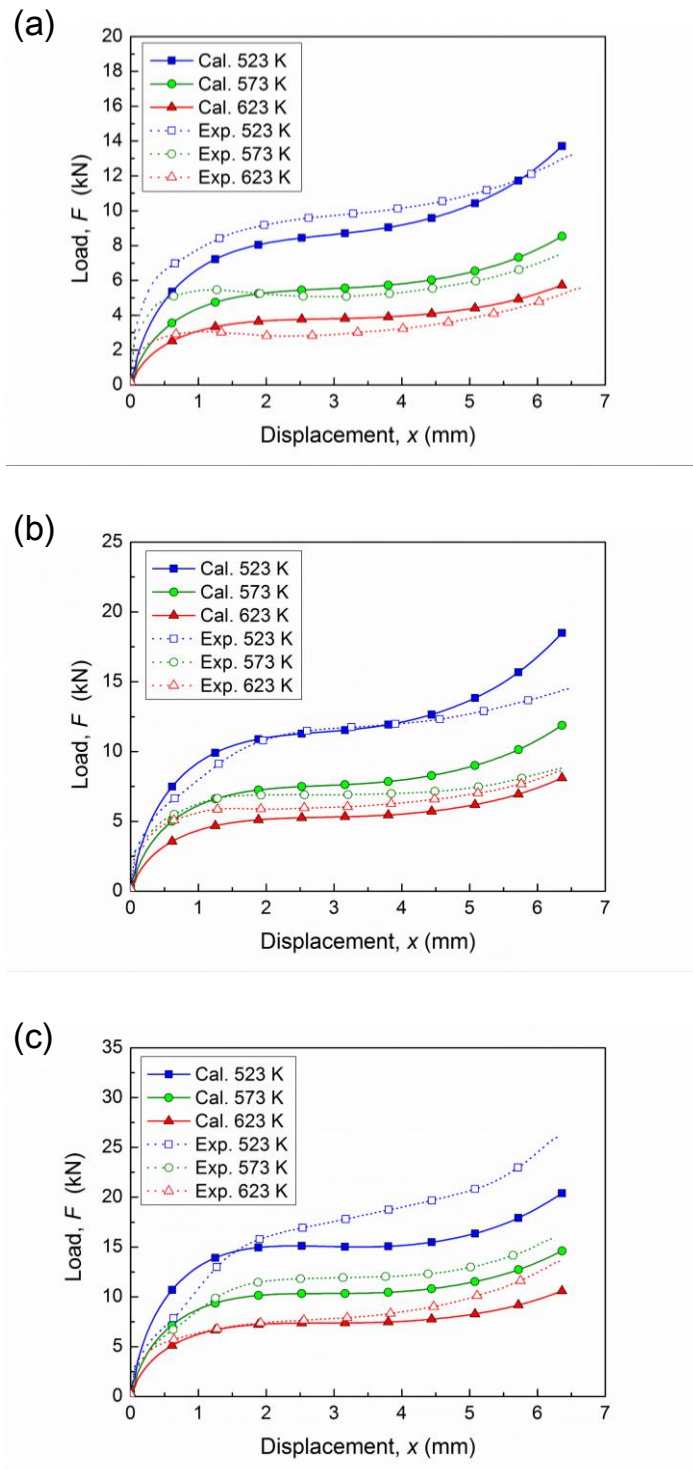 (a)
20
18
16
14
12
10
8
6
4
2
0
Load, F (kN)
Cal. 523 K
Cal. 573 K
Cal. 623 K
Exp. 523 K
Exp. 573 K
Exp. 623 K
0 1 2 3 4 5 6 7
Displacement, x (mm)
(b)
25
20
15
10
5
0
Load, F (kN)
Cal. 523 K
Cal. 573 K
Cal. 623 K
Exp. 523 K
Exp. 573 K
Exp. 623 K
0 1 2 3 4 5 6 7
Displacement, x (mm)
(c)
35
30
25
20
15
10
5
0
Load, F (kN)
Cal. 523 K
Cal. 573 K
Cal. 623 K
Exp. 523 K
Exp. 573 K
Exp. 623 K
0 1 2 3 4 5 6 7
Displacement, x (mm)